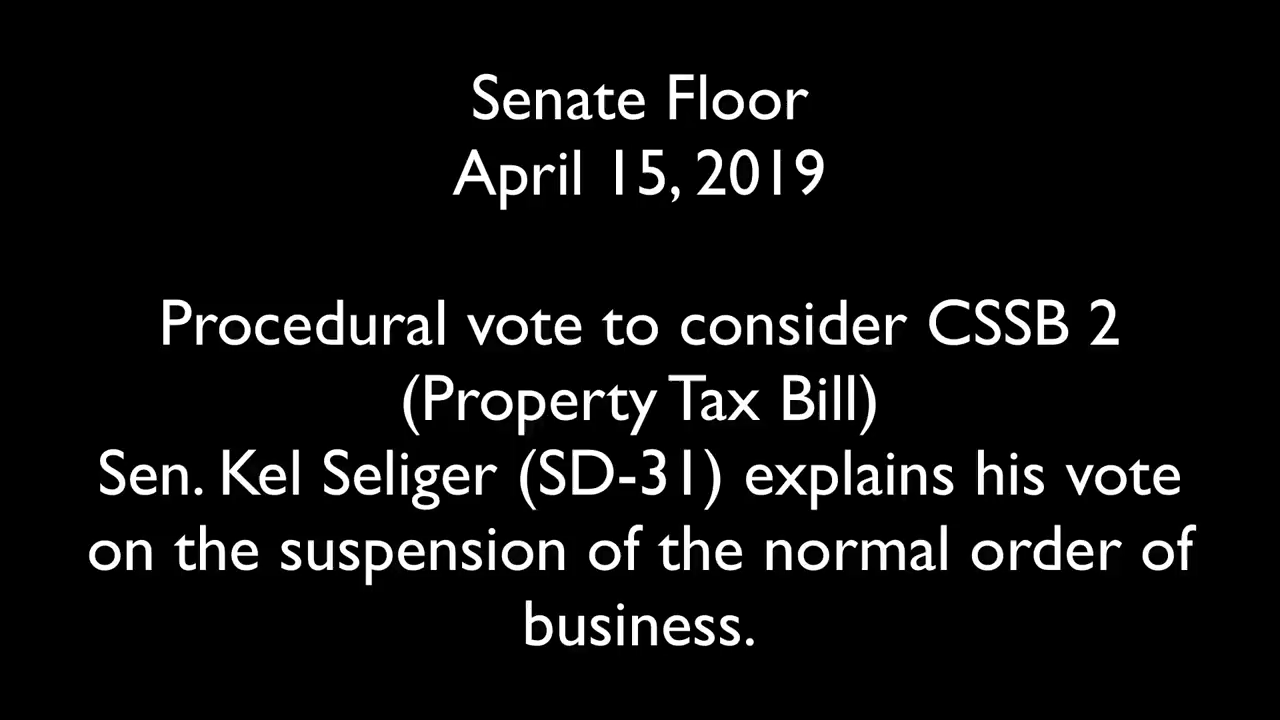 Senate Floor
April 15, 2019
Procedural vote to consider CSSB 2
(Property Tax Bill)
Sen. Kel Seliger (SD-31) explains his vote
on the suspension of the normal order of
business.